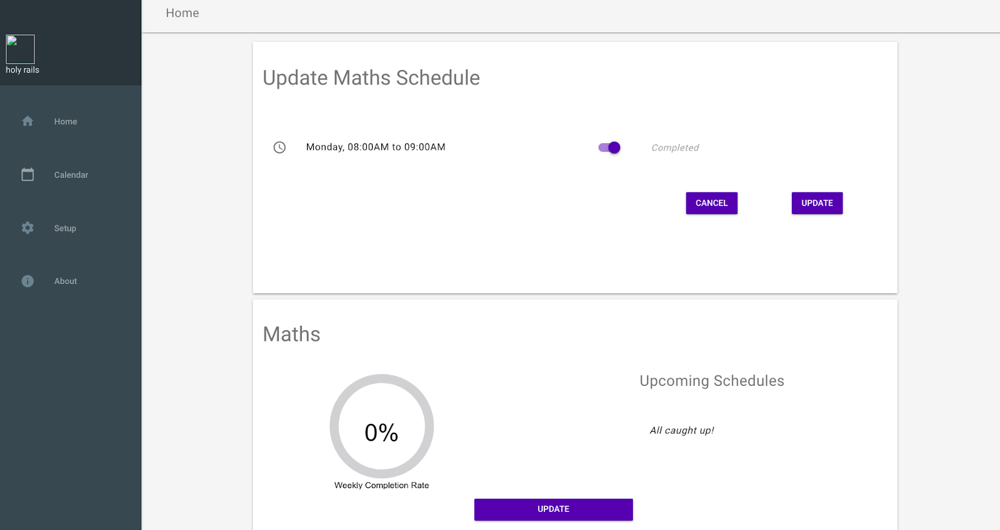 Home
holy rails
Home
Calendar
Setup
About
Update Maths Schedule
Monday, 08:00AM to 09:00AM
Completed
CANCEL
UPDATE
Maths
0%
Weekly Completion Rate
Upcoming Schedules
All caught up!
UPDATE